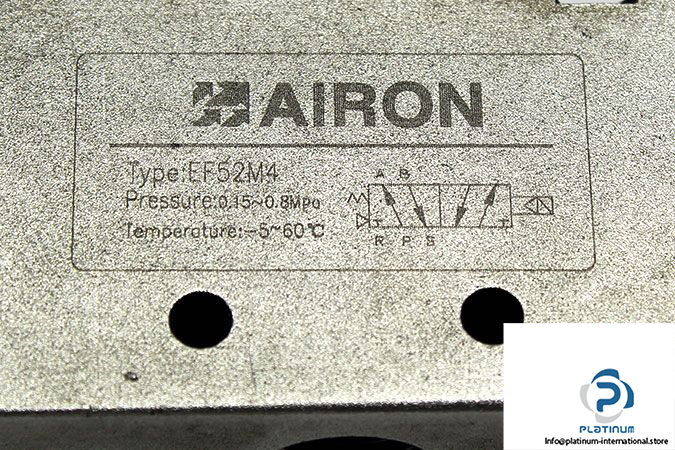 AIRON
Type:EF52M4
Pressure:0.15~0.8MPa
Temperature:-5~60℃
A B
R P S
PLATINUM
Info@platinum-international.store